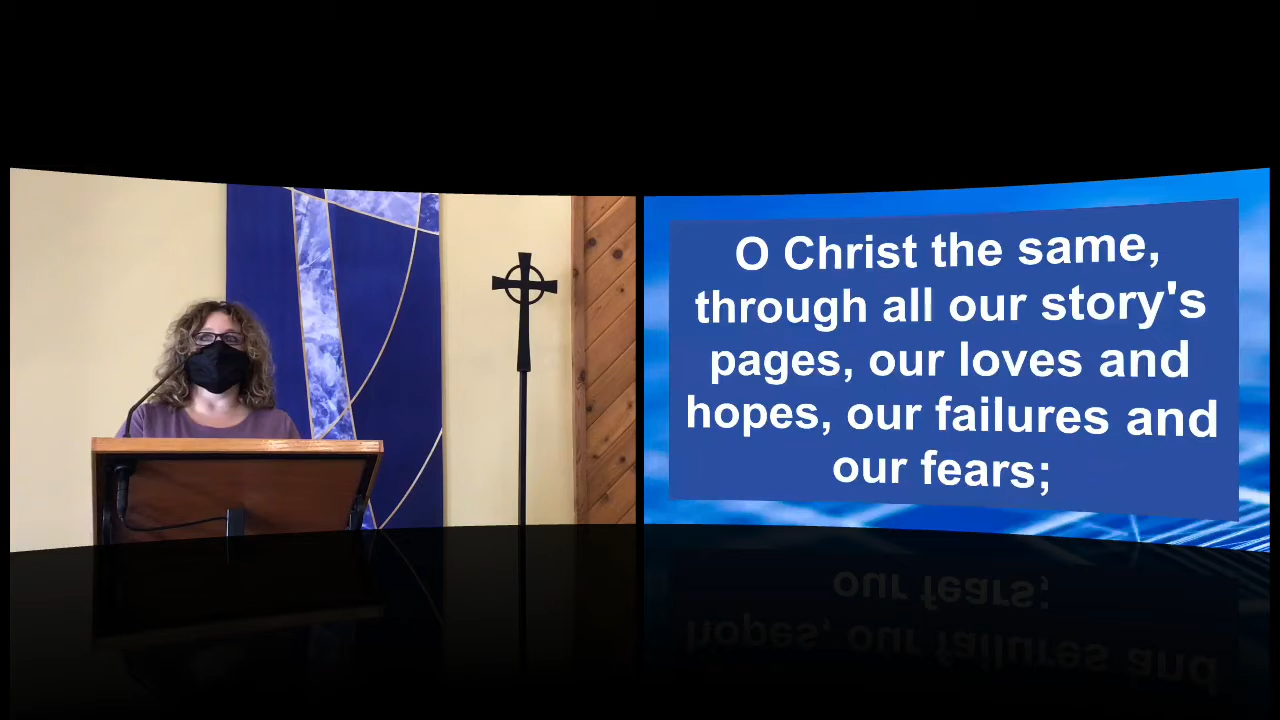 O Christ the same,
through all our story's
pages, our loves and
hopes, our failures and
our fears;